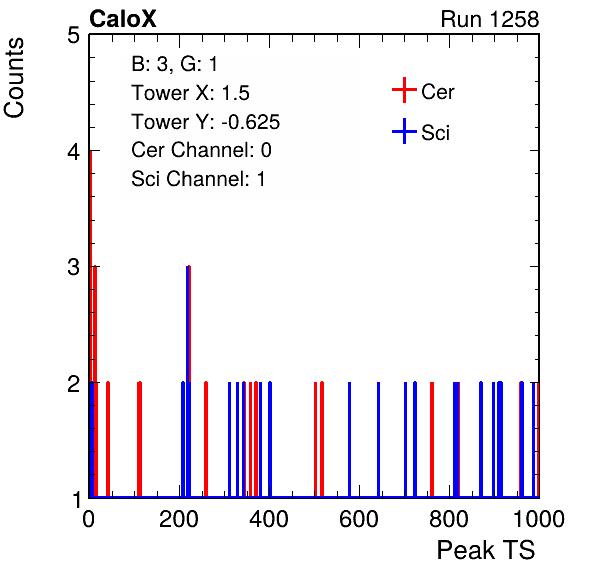 CaloX Run 1258
Counts
B: 3, G: 1
Tower X: 1.5
Tower Y: -0.625
Cer Channel: 0
Sci Channel: 1
Cer
Sci
5
4
3
2
1
0 200 400 600 800 1000
Peak TS